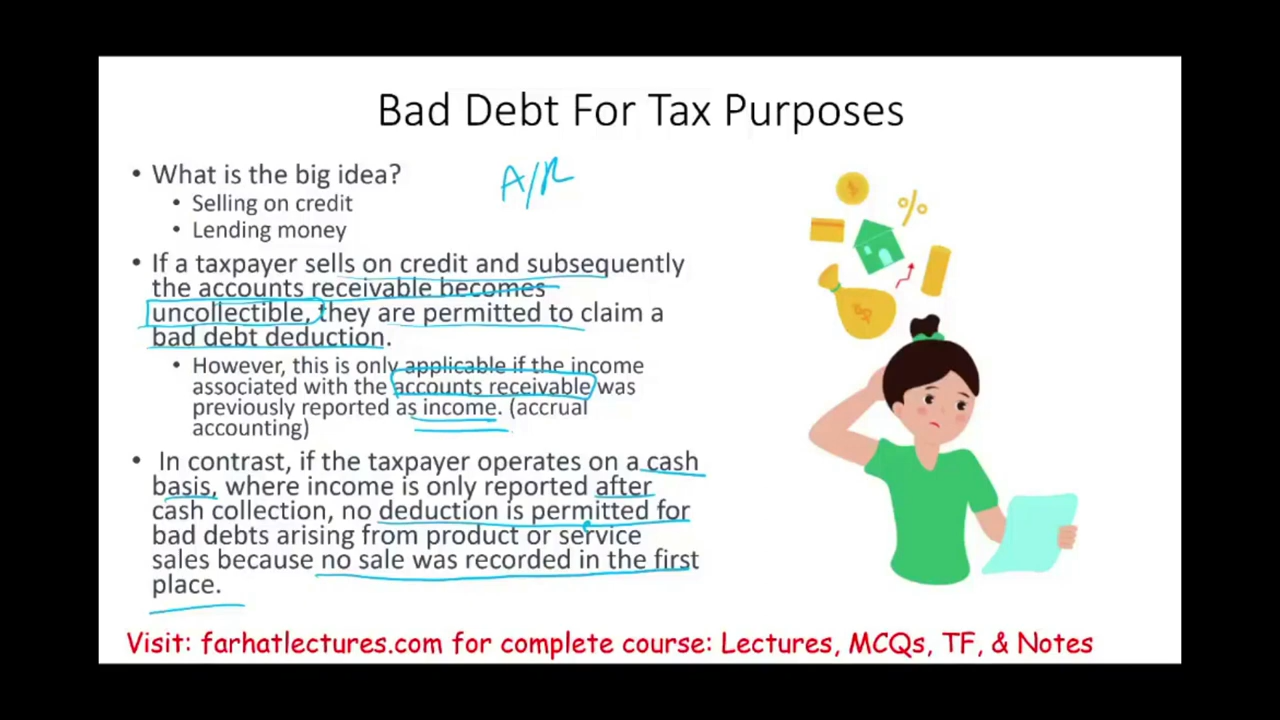 Bad Debt For Tax Purposes
• What is the big idea?
A/R
• Selling on credit
• Lending money
• If a taxpayer sells on credit and subsequently
the accounts receivable becomes
uncollectible, they are permitted to claim a
bad debt deduction.
• However, this is only applicable if the income
associated with the accounts receivable was
previously reported as income. (accrual
accounting)
• In contrast, if the taxpayer operates on a cash
basis, where income is only reported after
cash collection, no deduction is permitted for
bad debts arising from product or service
sales because no sale was recorded in the first
place.
Visit: farhatlectures.com for complete course: Lectures, MCQs, TF, & Notes